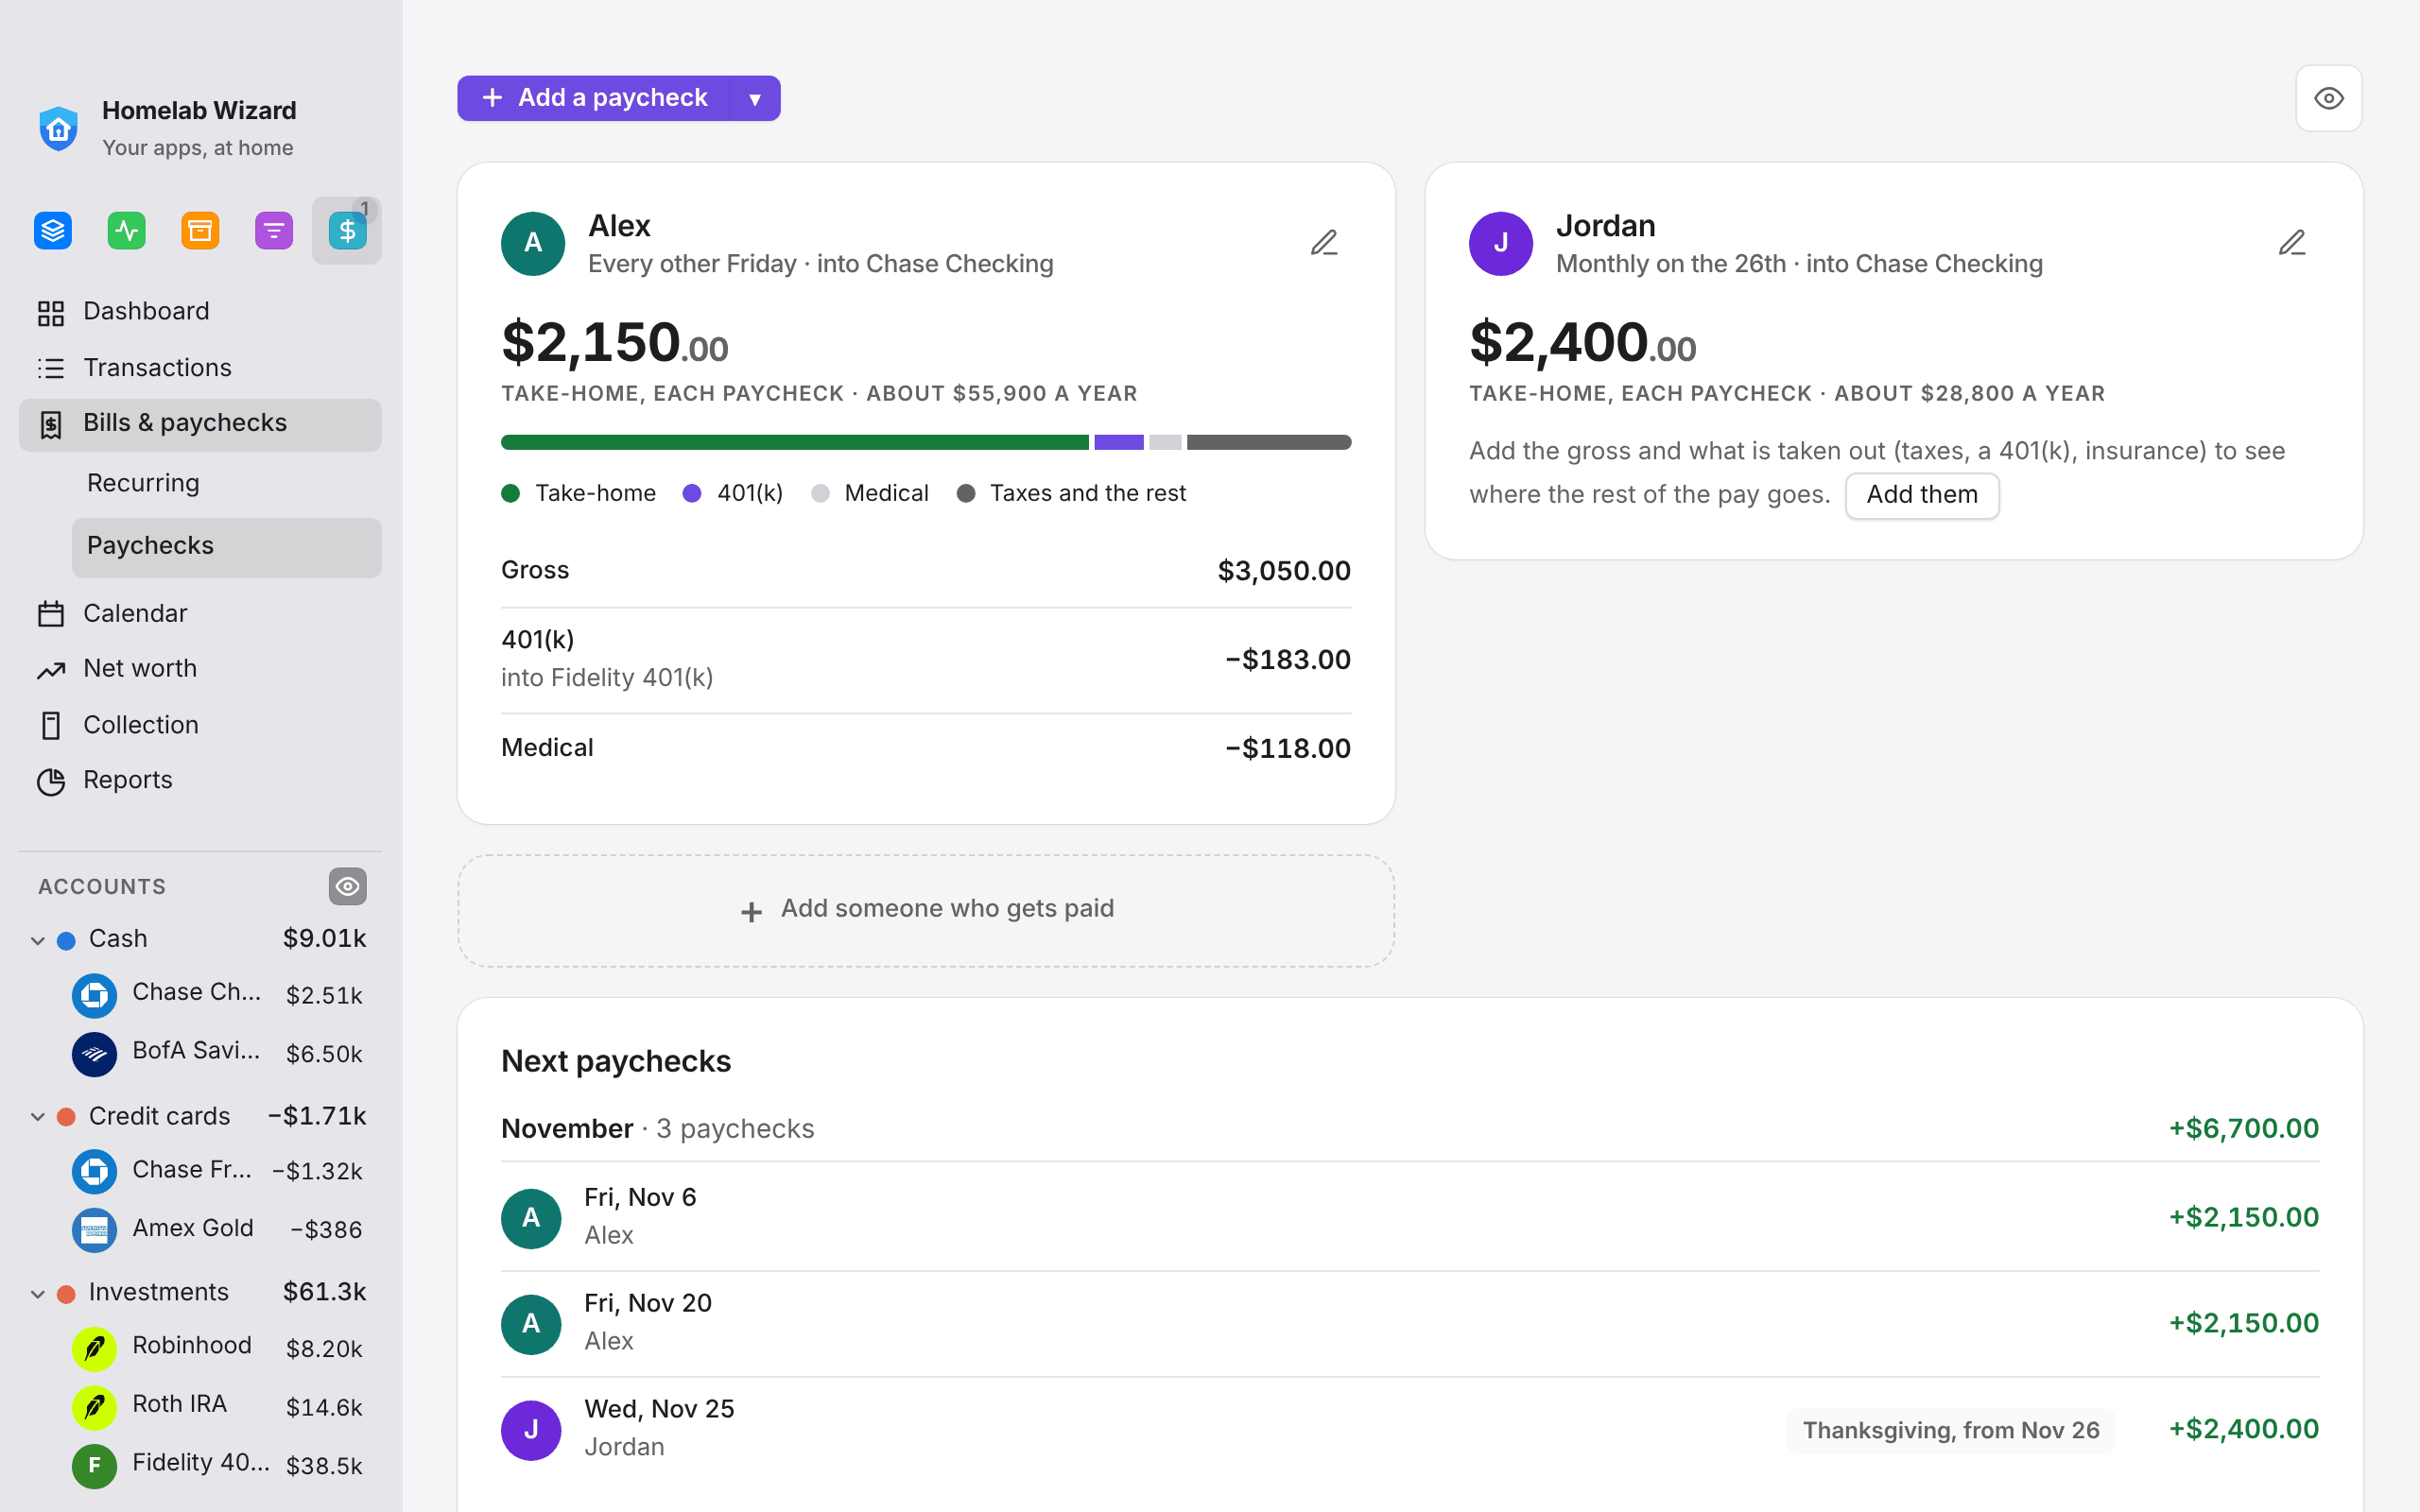 Homelab Wizard
Your apps, at home
1
Dashboard
Transactions
Bills & paychecks
Recurring
Paychecks
Calendar
Net worth
Collection
Reports
ACCOUNTS
Cash $9.01k
Chase Ch... $2.51k
BofA Savi... $6.50k
Credit cards −$1.71k
Chase Fr... −$1.32k
Amex Gold −$386
Investments $61.3k
Robinhood $8.20k
Roth IRA $14.6k
F Fidelity 40... $38.5k
+ Add a paycheck ▾
A
Alex
Every other Friday · into Chase Checking
$2,150.00
TAKE-HOME, EACH PAYCHECK · ABOUT $55,900 A YEAR
Take-home 401(k) Medical Taxes and the rest
Gross $3,050.00
401(k)
into Fidelity 401(k)
−$183.00
Medical −$118.00
J
Jordan
Monthly on the 26th · into Chase Checking
$2,400.00
TAKE-HOME, EACH PAYCHECK · ABOUT $28,800 A YEAR
Add the gross and what is taken out (taxes, a 401(k), insurance) to see
where the rest of the pay goes. Add them
+ Add someone who gets paid
Next paychecks
November · 3 paychecks +$6,700.00
A
Fri, Nov 6
Alex
+$2,150.00
A
Fri, Nov 20
Alex
+$2,150.00
J
Wed, Nov 25
Jordan
Thanksgiving, from Nov 26 +$2,400.00